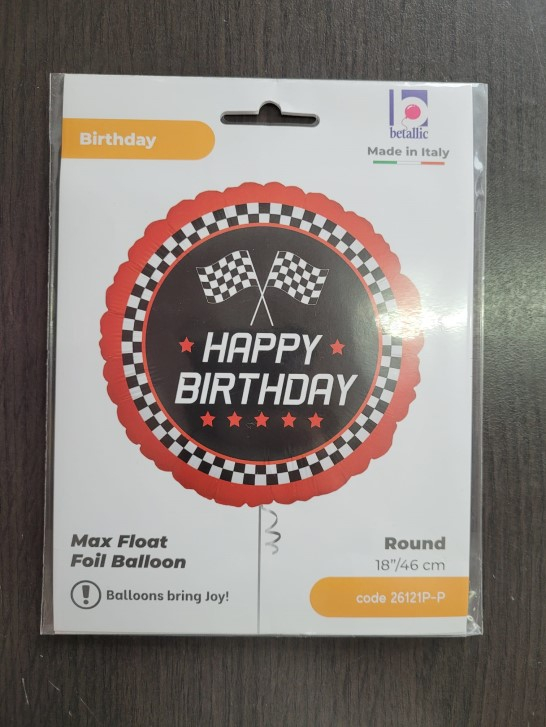 Birthday
betallic
Made in Italy
HAPPY
BIRTHDAY
Max Float
Foil Balloon
Balloons bring Joy!
Round
18"/46 cm
code 26121P-P